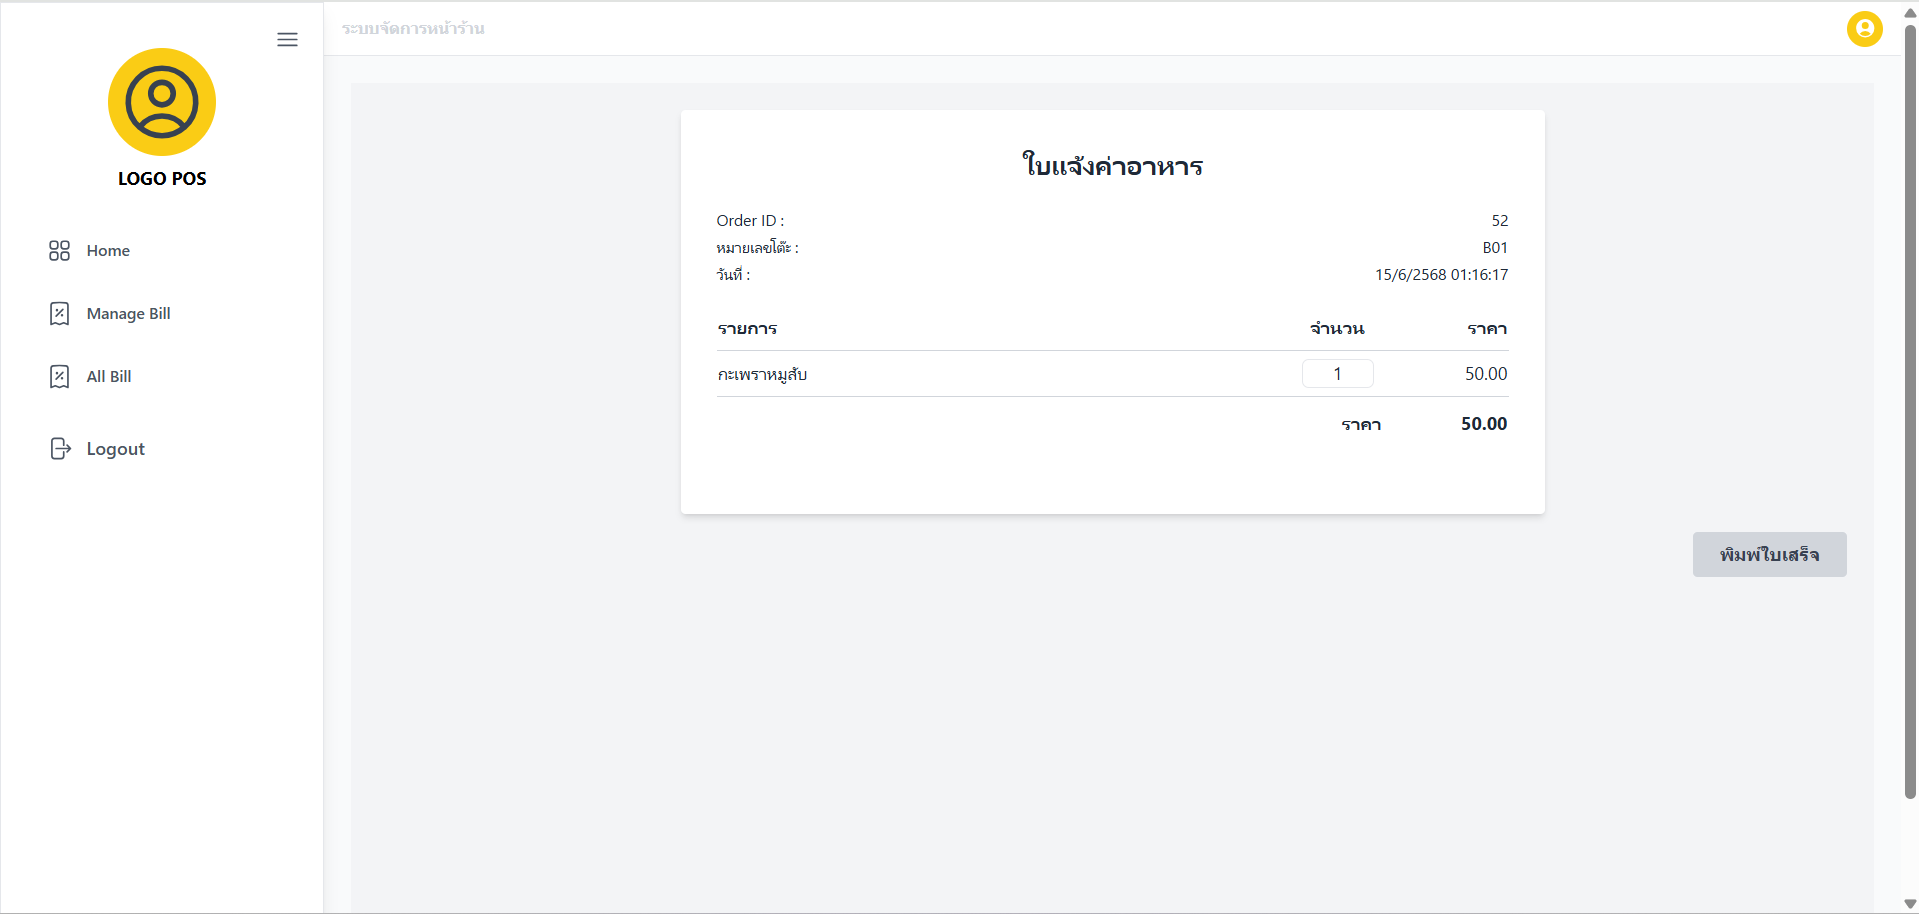 ระบบจัดการหน้าร้าน
LOGO POS
Home
Manage Bill
All Bill
Logout
ใบแจ้งค่าอาหาร
Order ID : 52
หมายเลขโต๊ะ : B01
วันที่ : 15/6/2568 01:16:17
รายการ จำนวน ราคา
กะเพราหมูสับ 1 50.00
ราคา 50.00
พิมพ์ใบเสร็จ